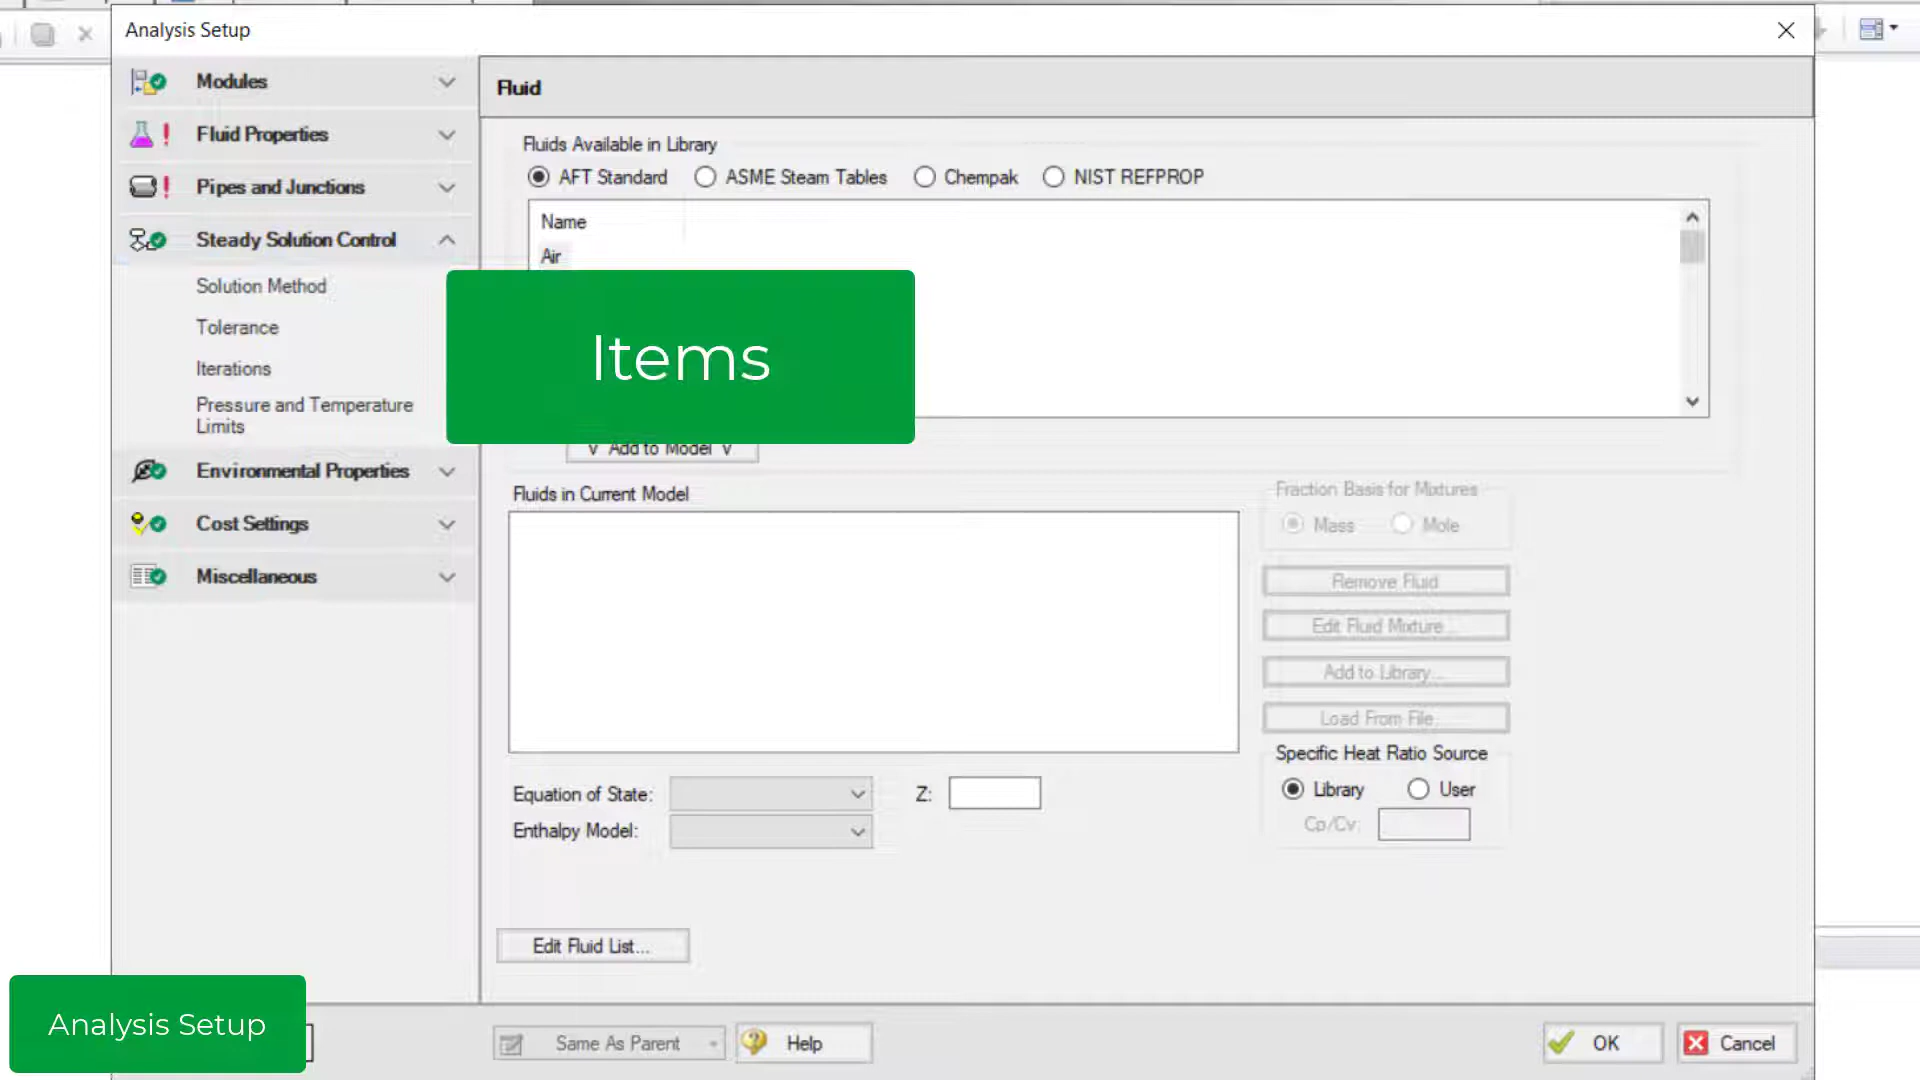 Analysis Setup
Modules
Fluid Properties
Pipes and Junctions
Steady Solution Control
Solution Method
Tolerance
Iterations
Pressure and Temperature
Limits
Environmental Properties
Cost Settings
Miscellaneous
Fluid
Fluids Available in Library
AFT Standard
ASME Steam Tables
Chempak
NIST REFPROP
Name
Air
Items
v Add to Model v
Fluids in Current Model
Fraction Basis for Mixtures
Mass
Mole
Remove Fluid
Edit Fluid Mixture...
Add to Library...
Load From File...
Specific Heat Ratio Source
Library
User
Cp/Cv:
Equation of State:
Z:
Enthalpy Model:
Edit Fluid List...
Analysis Setup
Same As Parent
Help
OK
Cancel